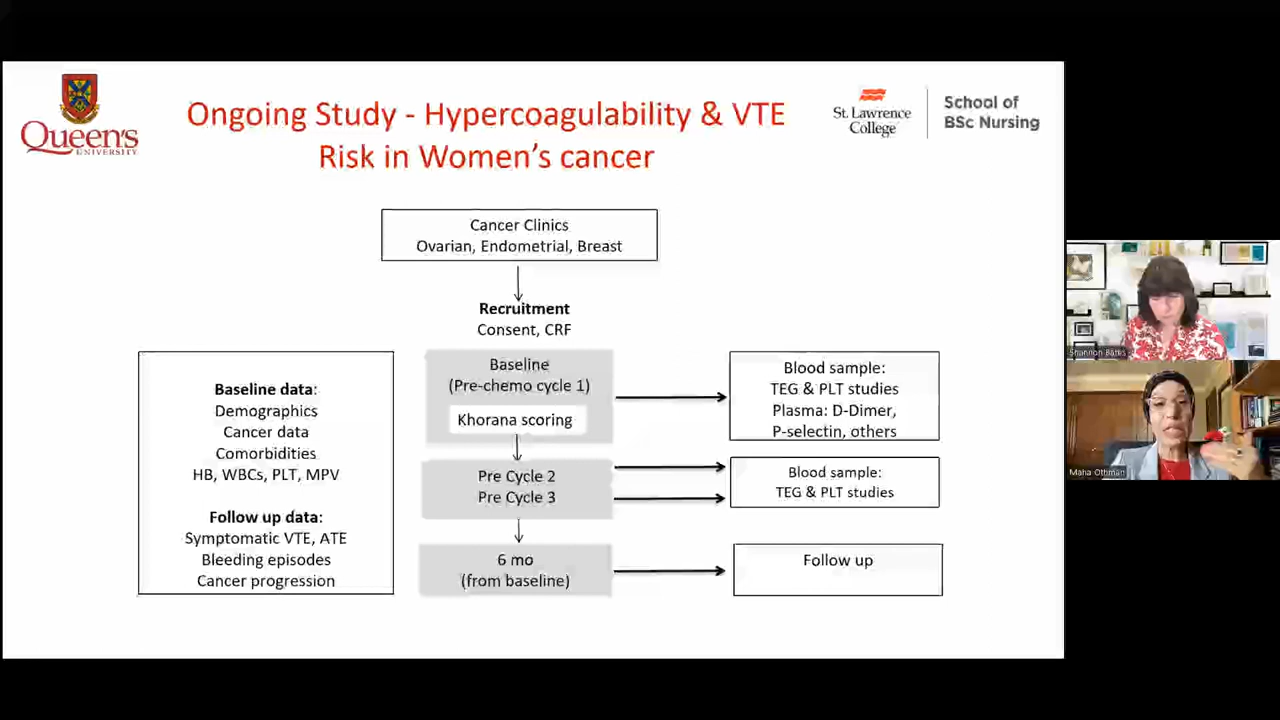 Queen's
UNIVERSITY
Ongoing Study - Hypercoagulability & VTE
Risk in Women's cancer
St. Lawrence
College
School of
BSc Nursing
Cancer Clinics
Ovarian, Endometrial, Breast
Recruitment
Consent, CRF
Baseline
(Pre-chemo cycle 1)
Khorana scoring
Pre Cycle 2
Pre Cycle 3
6 mo
(from baseline)
Baseline data:
Demographics
Cancer data
Comorbidities
HB, WBCs, PLT, MPV
Follow up data:
Symptomatic VTE, ATE
Bleeding episodes
Cancer progression
Blood sample:
TEG & PLT studies
Plasma: D-Dimer,
P-selectin, others
Blood sample:
TEG & PLT studies
Follow up
Shannon Bates
Maha Othman